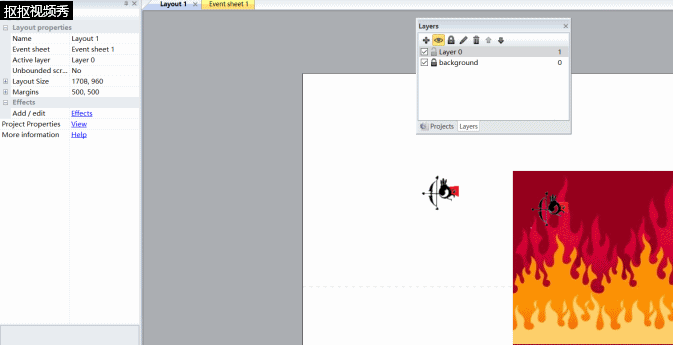 抠抠视频秀
Layout 1
Event sheet 1
Layout properties
Name Layout 1
Event sheet Event sheet 1
Active layer Layer 0
Unbounded scr... No
Layout Size 1708, 960
Margins 500, 500
Effects
Add / edit Effects
Project Properties View
More information Help
Layers
Layer 0 1
background 0
Projects Layers